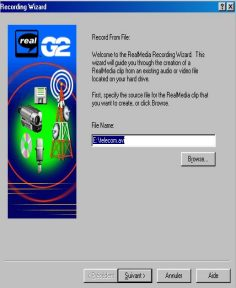 Recording Wizard
real G2
Record From File:
Welcome to the RealMedia Recording Wizard. This
wizard will guide you through the creation of a
RealMedia clip from an existing audio or video file
located on your hard drive.
First, specify the source file for the RealMedia clip that
you want to create, or click Browse.
File Name:
E:\telecom.av
Browse...
< Précédent
Suivant >
Annuler
Aide